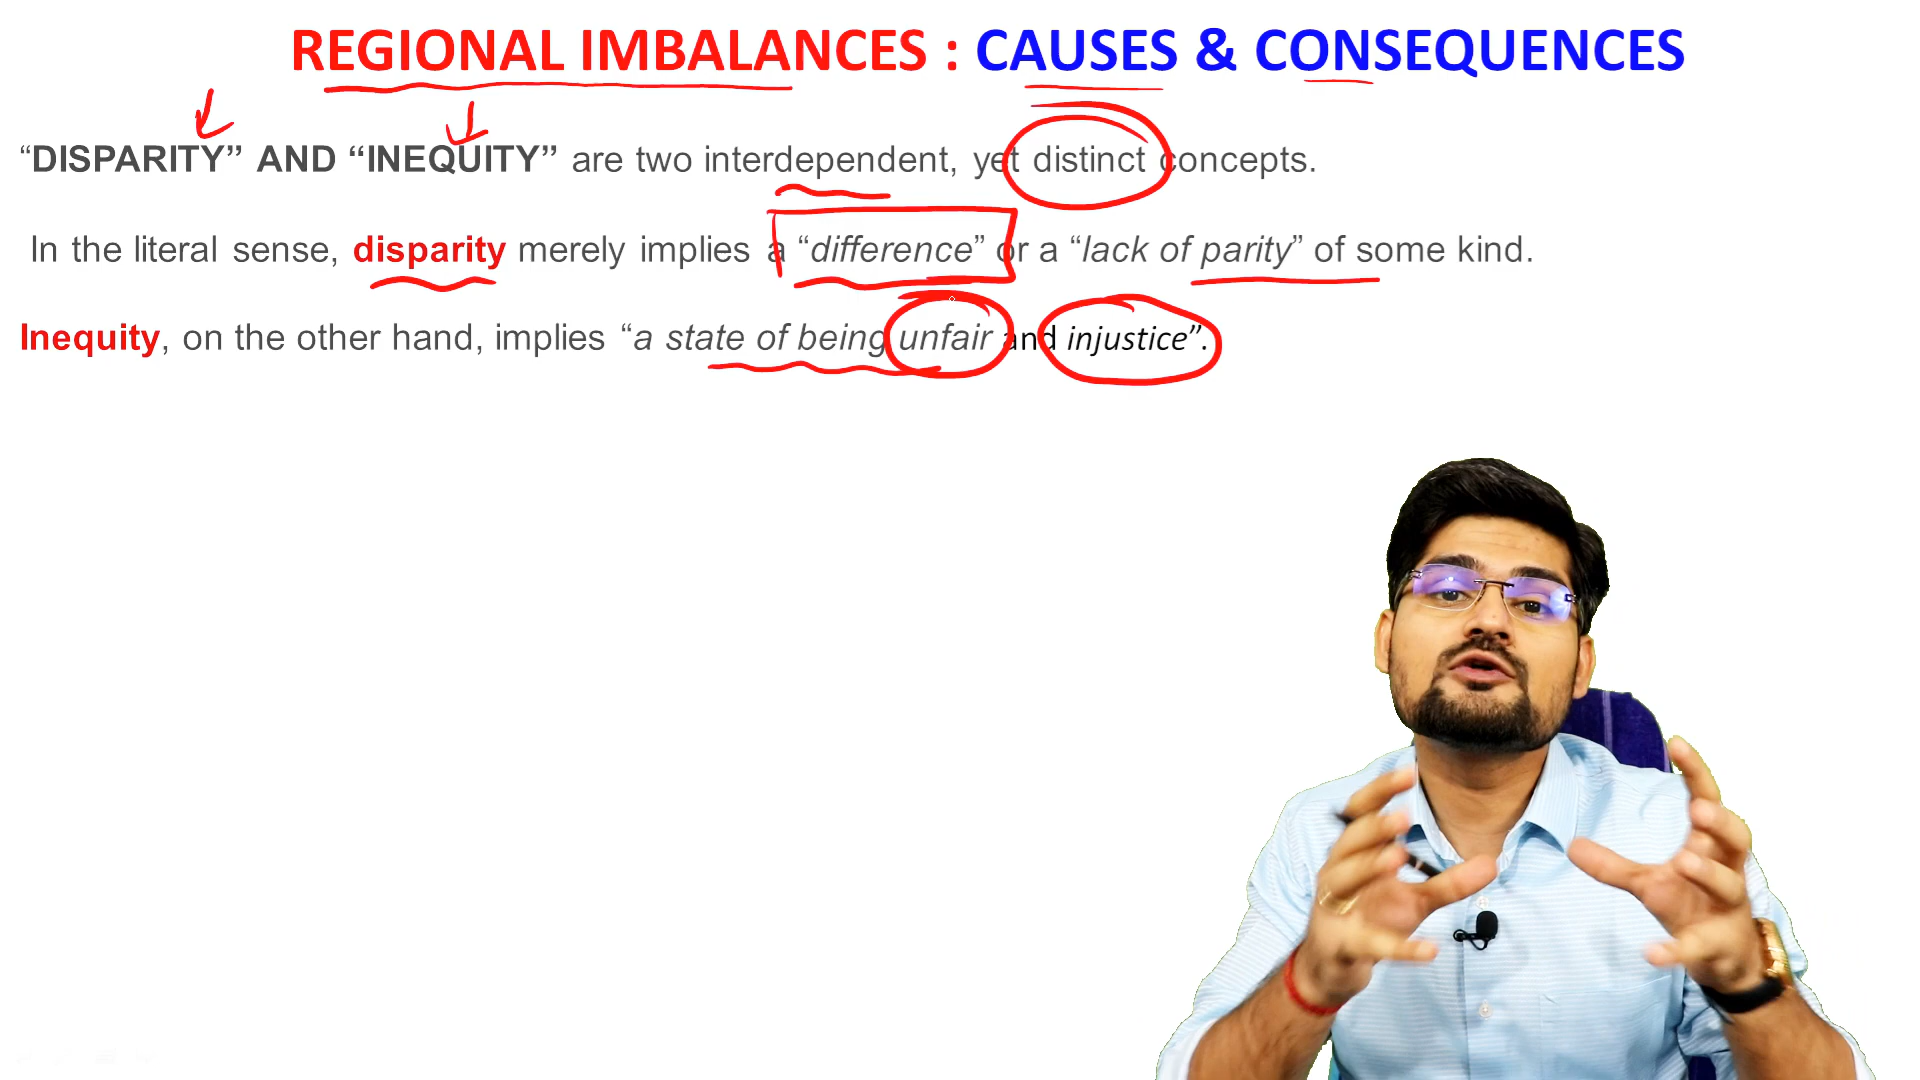 REGIONAL IMBALANCES : CAUSES & CONSEQUENCES
“DISPARITY” AND “INEQUITY” are two interdependent, yet distinct concepts.
In the literal sense, disparity merely implies a “difference” or a “lack of parity” of some kind.
Inequity, on the other hand, implies “a state of being unfair and injustice”.